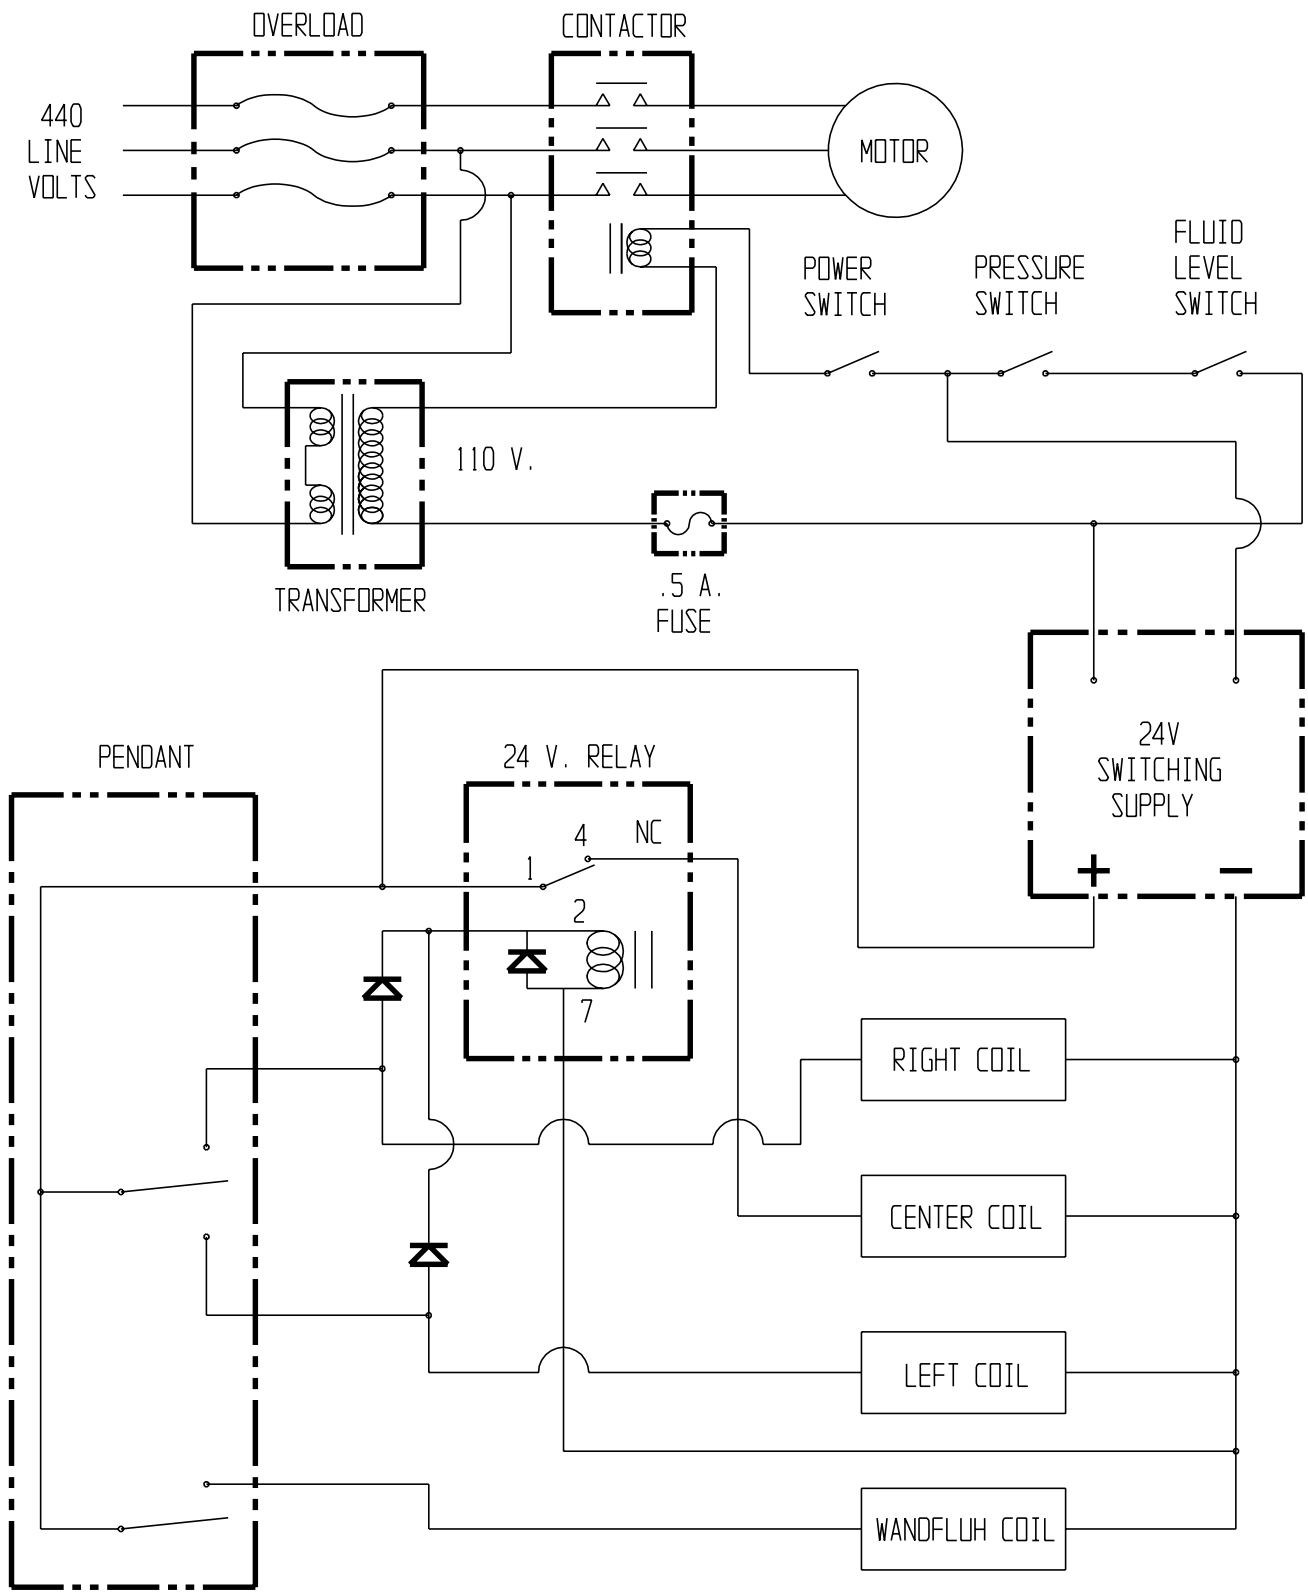 OVERLOAD
CONTACTOR
440
LINE
VOLTS
MOTOR
POWER
SWITCH
PRESSURE
SWITCH
FLUID
LEVEL
SWITCH
110 V.
TRANSFORMER
.5 A.
FUSE
24V
SWITCHING
SUPPLY
+ −
PENDANT
24 V. RELAY
4 NC
1
2
7
RIGHT COIL
CENTER COIL
LEFT COIL
WANDFLUH COIL